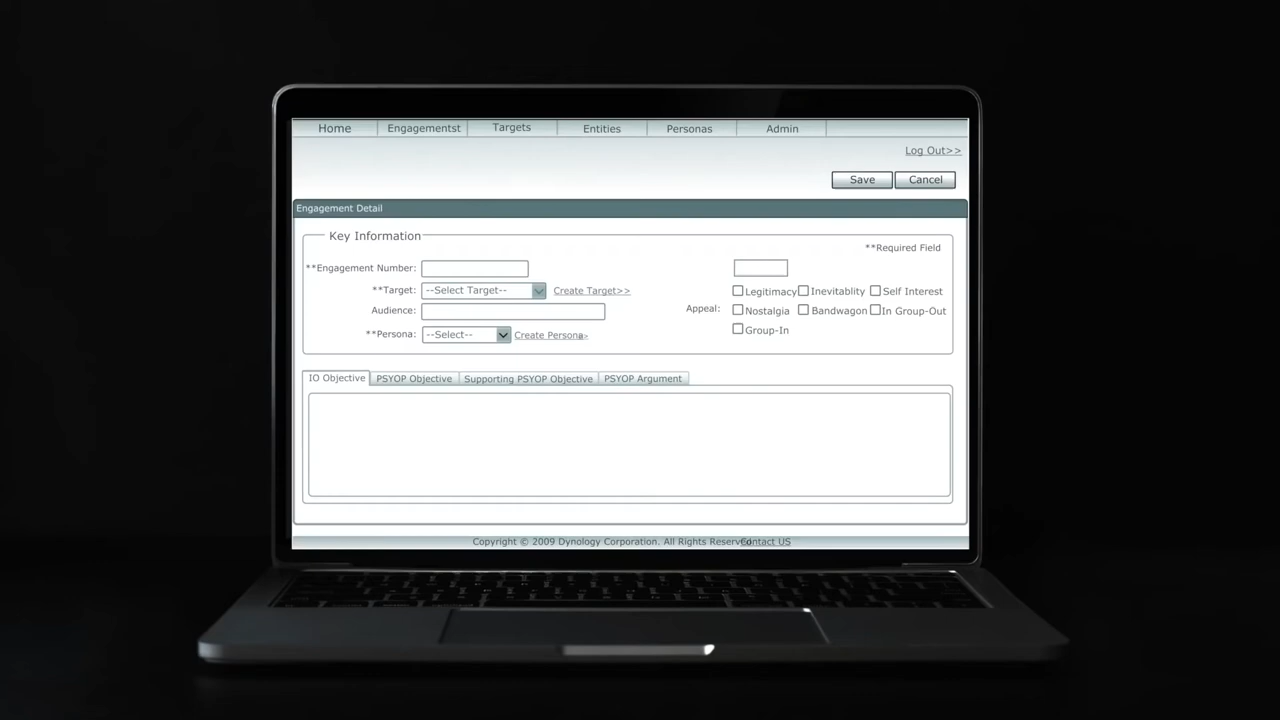 Home Engagementst Targets Entities Personas Admin
Log Out>>
Save Cancel
Engagement Detail
Key Information
**Required Field
**Engagement Number:
**Target: --Select Target-- Create Target>>
Audience:
**Persona: --Select-- Create Persona>>
Appeal:
Legitimacy Inevitablity Self Interest
Nostalgia Bandwagon In Group-Out
Group-In
IO Objective PSYOP Objective Supporting PSYOP Objective PSYOP Argument
Copyright © 2009 Dynology Corporation. All Rights Reserved Contact US